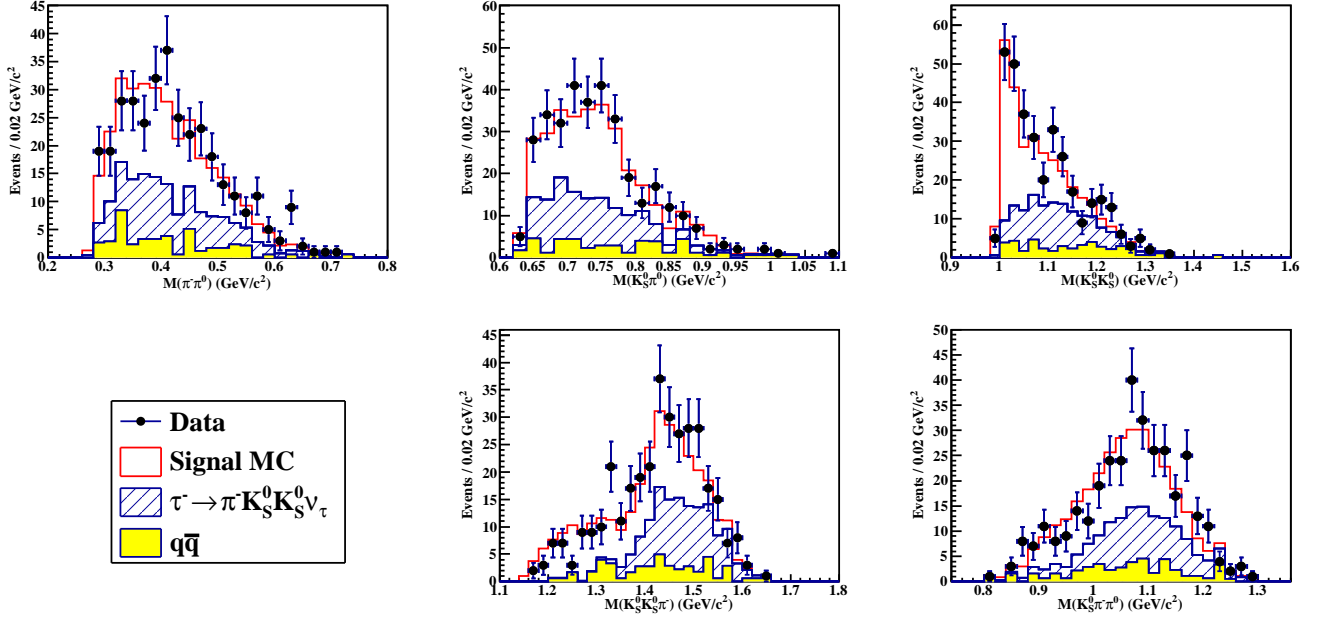 Events / 0.02 GeV/c²
45
40
35
30
25
20
15
10
5
0
0.2 0.3 0.4 0.5 0.6 0.7 0.8
M(π⁻π⁰) (GeV/c²)
Events / 0.02 GeV/c²
60
50
40
30
20
10
0
0.6 0.65 0.7 0.75 0.8 0.85 0.9 0.95 1 1.05 1.1
M(K⁰_Sπ⁰) (GeV/c²)
Events / 0.02 GeV/c²
60
50
40
30
20
10
0
0.9 1 1.1 1.2 1.3 1.4 1.5 1.6
M(K⁰_SK⁰_S) (GeV/c²)
Data
Signal MC
τ⁻→π⁻K⁰_SK⁰_Sν_τ
qq̅
Events / 0.02 GeV/c²
45
40
35
30
25
20
15
10
5
0
1.1 1.2 1.3 1.4 1.5 1.6 1.7 1.8
M(K⁰_SK⁰_Sπ⁻) (GeV/c²)
Events / 0.02 GeV/c²
50
45
40
35
30
25
20
15
10
5
0
0.8 0.9 1 1.1 1.2 1.3
M(K⁰_Sπ⁻π⁰) (GeV/c²)